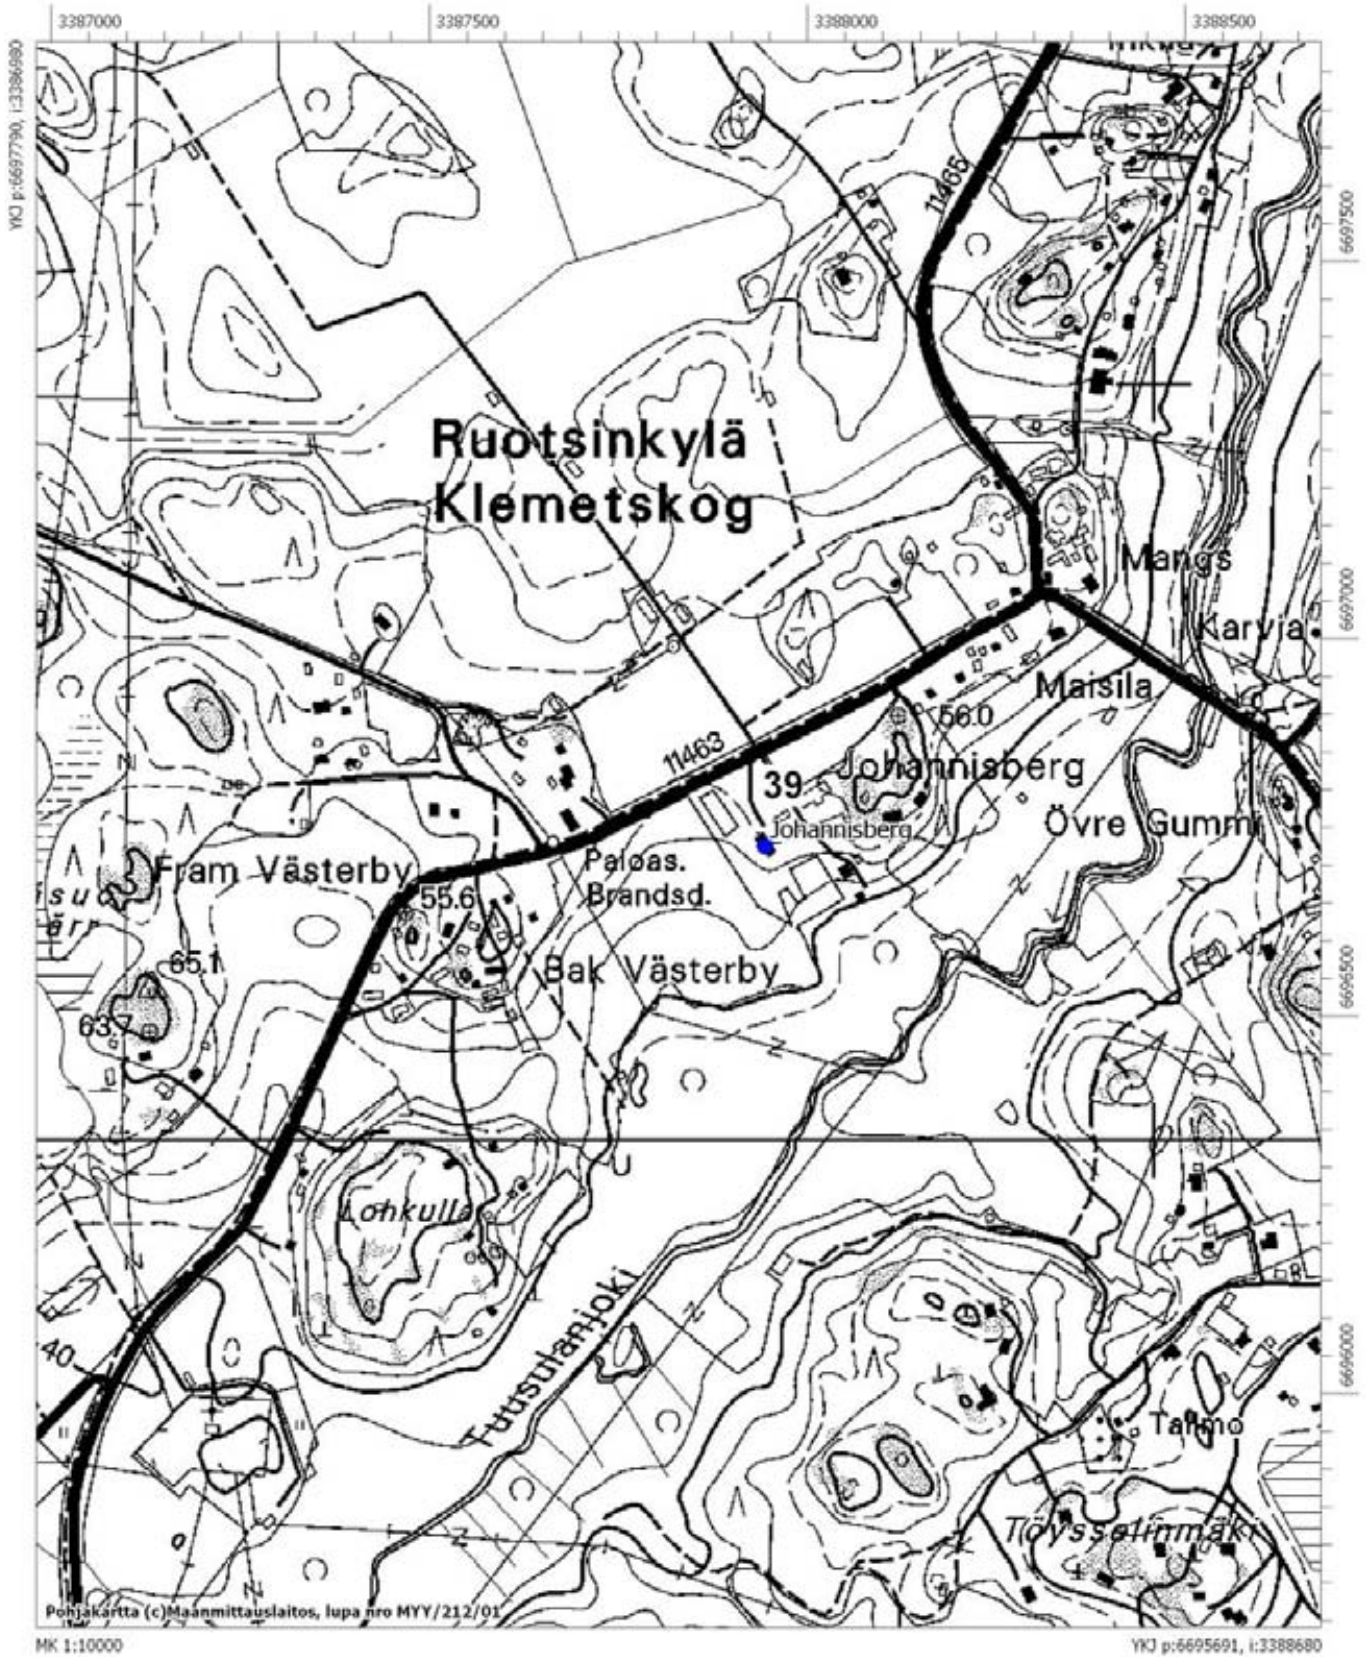 3387000
3387500
3388000
3388500
YKJ p:6697790, i:3386980
11465
6697500
Ruotsinkylä
Klemetskog
Mangs
6697000
Karvia
Maisila
56.0
11463
39
Johannisberg
Johannisberg
Övre Gummi
Paloas.
Brandsd.
Fram Västerby
55.6
65.1
63.7
Bak Västerby
6696500
Lohkulla
Tuusulanjoki
40
6696000
Tallmo
Töyssolinmäki
Pohjakartta (c)Maanmittauslaitos, lupa nro MYY/212/01
MK 1:10000
YKJ p:6695691, i:3388680